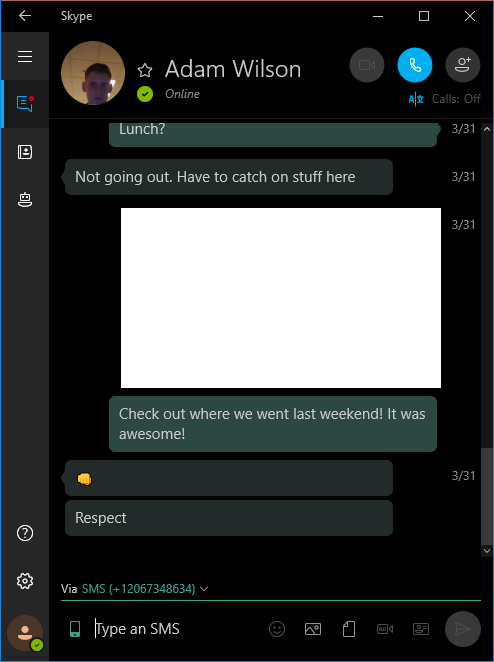 Skype
Adam Wilson
Online
Calls: Off
Lunch?
3/31
Not going out. Have to catch on stuff here
3/31
3/31
Check out where we went last weekend! It was
awesome!
3/31
Respect
Via SMS (+12067348634)
Type an SMS